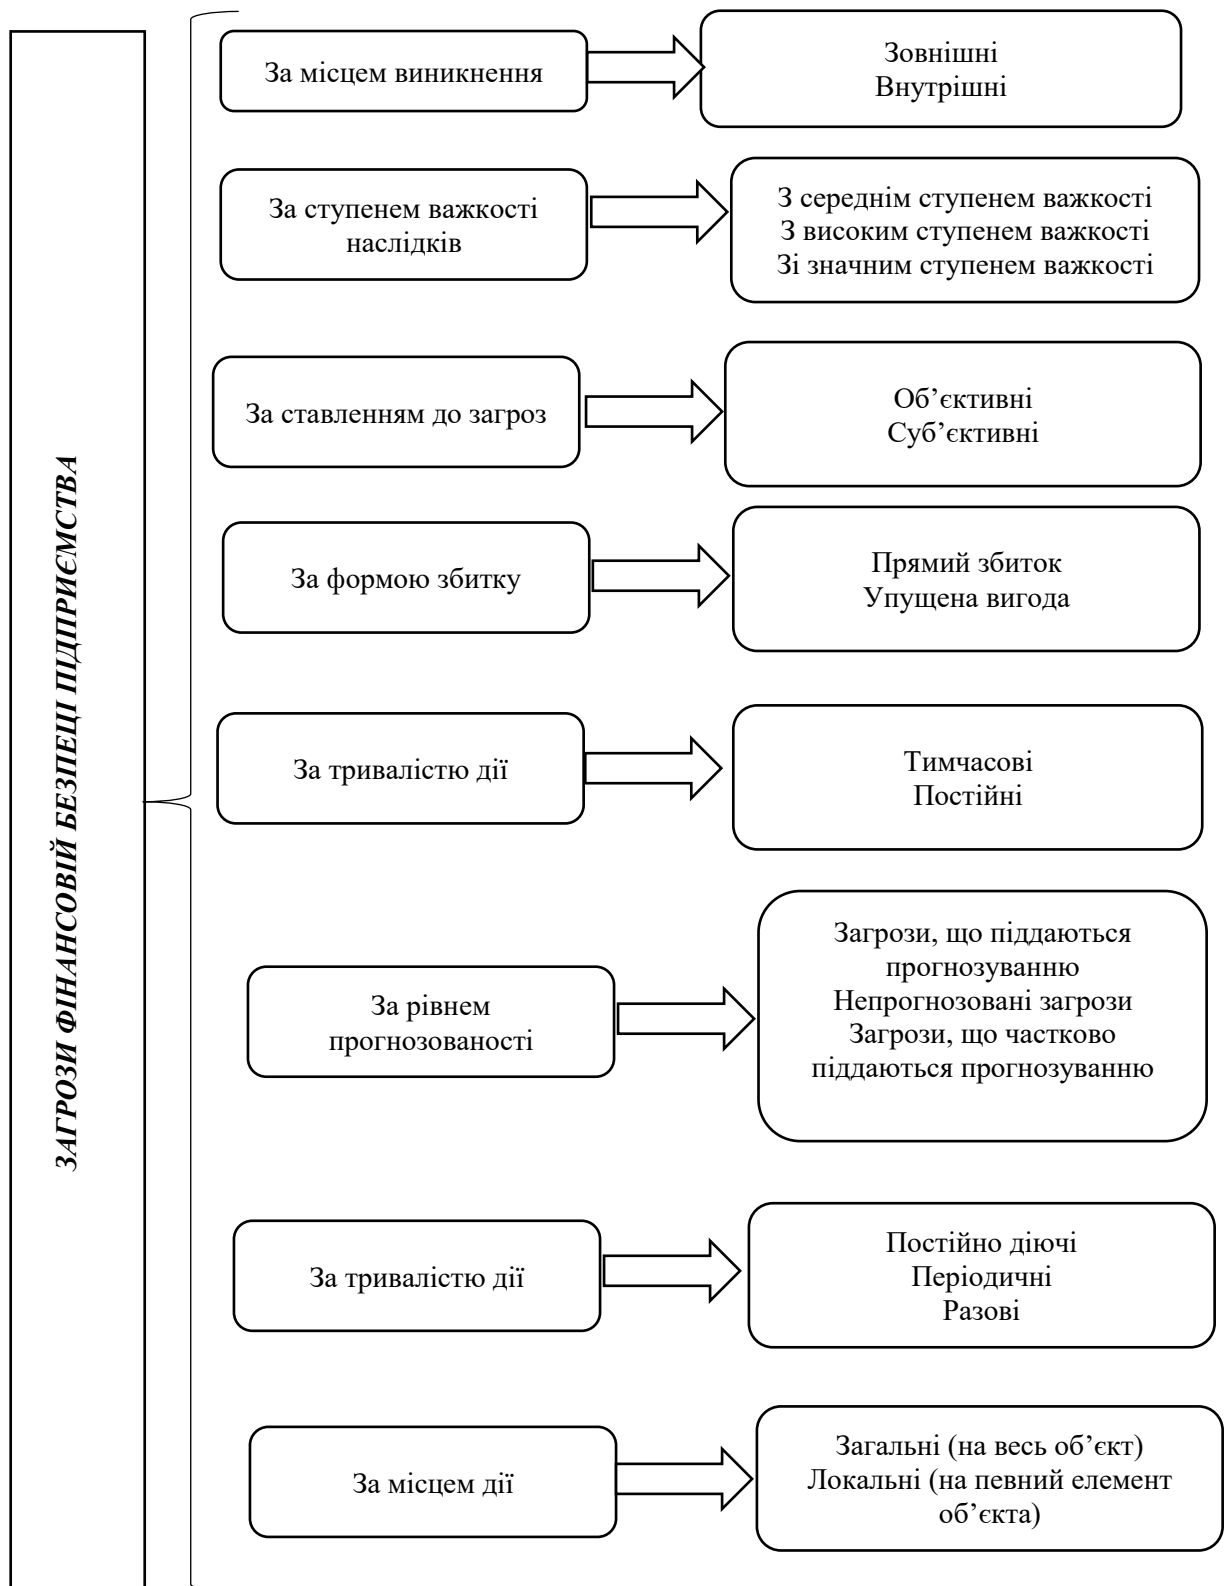 ЗАГРОЗИ ФІНАНСОВІЙ БЕЗПЕЦІ ПІДПРИЄМСТВА
За місцем виникнення
Зовнішні
Внутрішні
За ступенем важкості
наслідків
З середнім ступенем важкості
З високим ступенем важкості
Зі значним ступенем важкості
За ставленням до загроз
Об’єктивні
Суб’єктивні
За формою збитку
Прямий збиток
Упущена вигода
За тривалістю дії
Тимчасові
Постійні
За рівнем
прогнозованості
Загрози, що піддаються
прогнозуванню
Непрогнозовані загрози
Загрози, що частково
піддаються прогнозуванню
За тривалістю дії
Постійно діючі
Періодичні
Разові
За місцем дії
Загальні (на весь об’єкт)
Локальні (на певний елемент
об’єкта)